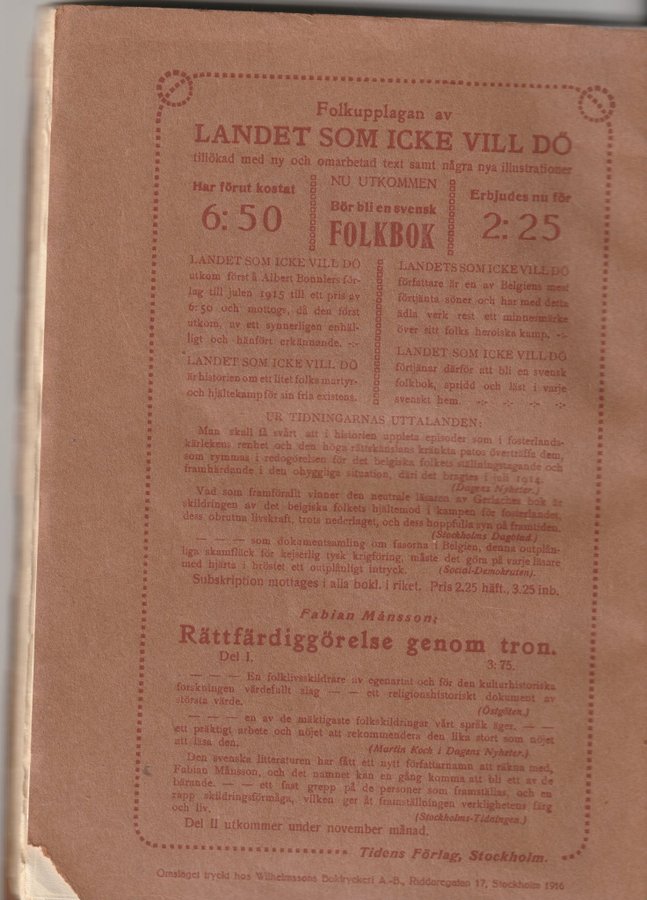 Folkupplagan av
LANDET SOM ICKE VILL DÖ
tillökad med ny och omarbetad text samt några nya illustrationer
Har förut kostat
6: 50
NU UTKOMMEN
Bör bli en svensk
FOLKBOK
Erbjudes nu för
2: 25
LANDET SOM ICKE VILL DÖ
utkom först å Albert Bonniers för-
lag till julen 1915 till ett pris av
6:50 och mottogs, då den först
utkom, av ett synnerligen enhäl-
ligt och hänfört erkännande. -:-
LANDET SOM ICKE VILL DÖ
är historien om ett litet folks martyr-
och hjältekamp för sin fria existens.
LANDETS SOM ICKE VILL DÖ
författare är en av Belgiens mest
förtjänta söner och har med detta
ädla verk rest ett minnesmärke
över sitt folks heroiska kamp. -:-
LANDET SOM ICKE VILL DÖ
förtjänar därför att bli en svensk
folkbok, spridd och läst i varje
svenskt hem. -:- -:- -:- -:-
UR TIDNINGARNAS UTTALANDEN:
Man skall få svårt att i historien uppleta episoder som i fosterlands-
kärlekens renhet och den höga rättskänslans kränkta patos överträffa dem,
som rymmas i redogörelsen för det belgiska folkets ställningstagande och
framhärdande i den ohyggliga situation, däri det bragtes i juli 1914.
(Dagens Nyheter.)
Vad som framförallt vinner den neutrale läsaren av Gerlaches bok är
skildringen av det belgiska folkets hjältemod i kampen för fosterlandet,
dess obrutna livskraft, trots nederlaget, och dess hoppfulla syn på framtiden.
(Stockholms Dagblad.)
— — — som dokumentsamling om fasorna i Belgien, denna outplån-
liga skamfläck för kejserlig tysk krigföring, måste det göra på varje läsare
med hjärta i bröstet ett outplånligt intryck. (Social-Demokraten).
Subskription mottages i alla bokl. i riket. Pris 2.25 häft., 3.25 inb.
Fabian Månsson:
Rättfärdiggörelse genom tron.
Del I. 3: 75.
— — — En folklivsskildrare av egenartat och för den kulturhistoriska
forskningen värdefullt slag — — ett religionshistoriskt dokument av
största värde. (Östgöten.)
— — — en av de mäktigaste folkskildringar vårt språk äger. — —
ett präktigt arbete och nöjet att rekommendera den lika stort som nöjet
att läsa den. (Martin Koch i Dagens Nyheter.)
Den svenska litteraturen har fått ett nytt författarnamn att räkna med,
Fabian Månsson, och det namnet kan en gång komma att bli ett av de
bärande. — — ett fast grepp på de personer som framställas, och en
rapp skildringsförmåga, vilken ger åt framställningen verklighetens färg
och liv. (Stockholms-Tidningen.)
Del II utkommer under november månad.
Tidens Förlag, Stockholm.
Omslaget tryckt hos Wilhelmssons Boktryckeri A.-B., Riddaregatan 17, Stockholm 1916